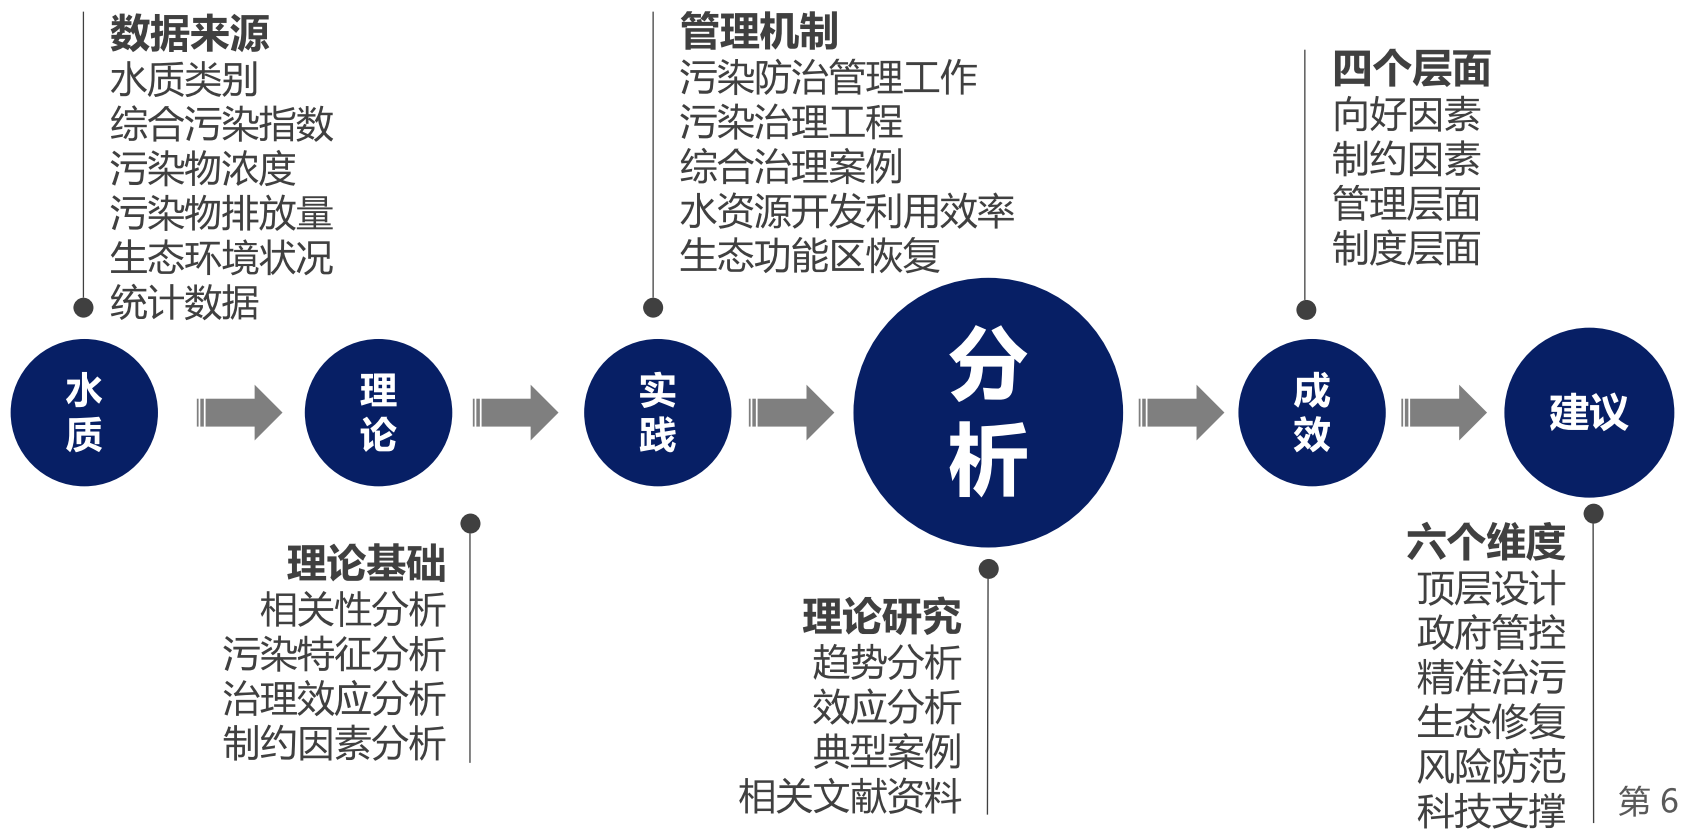 数据来源
水质类别
综合污染指数
污染物浓度
污染物排放量
生态环境状况
统计数据
管理机制
污染防治管理工作
污染治理工程
综合治理案例
水资源开发利用效率
生态功能区恢复
四个层面
向好因素
制约因素
管理层面
制度层面
水
质
理
论
实
践
分
析
成
效
建议
理论基础
相关性分析
污染特征分析
治理效应分析
制约因素分析
理论研究
趋势分析
效应分析
典型案例
相关文献资料
六个维度
顶层设计
政府管控
精准治污
生态修复
风险防范
科技支撑
第 6